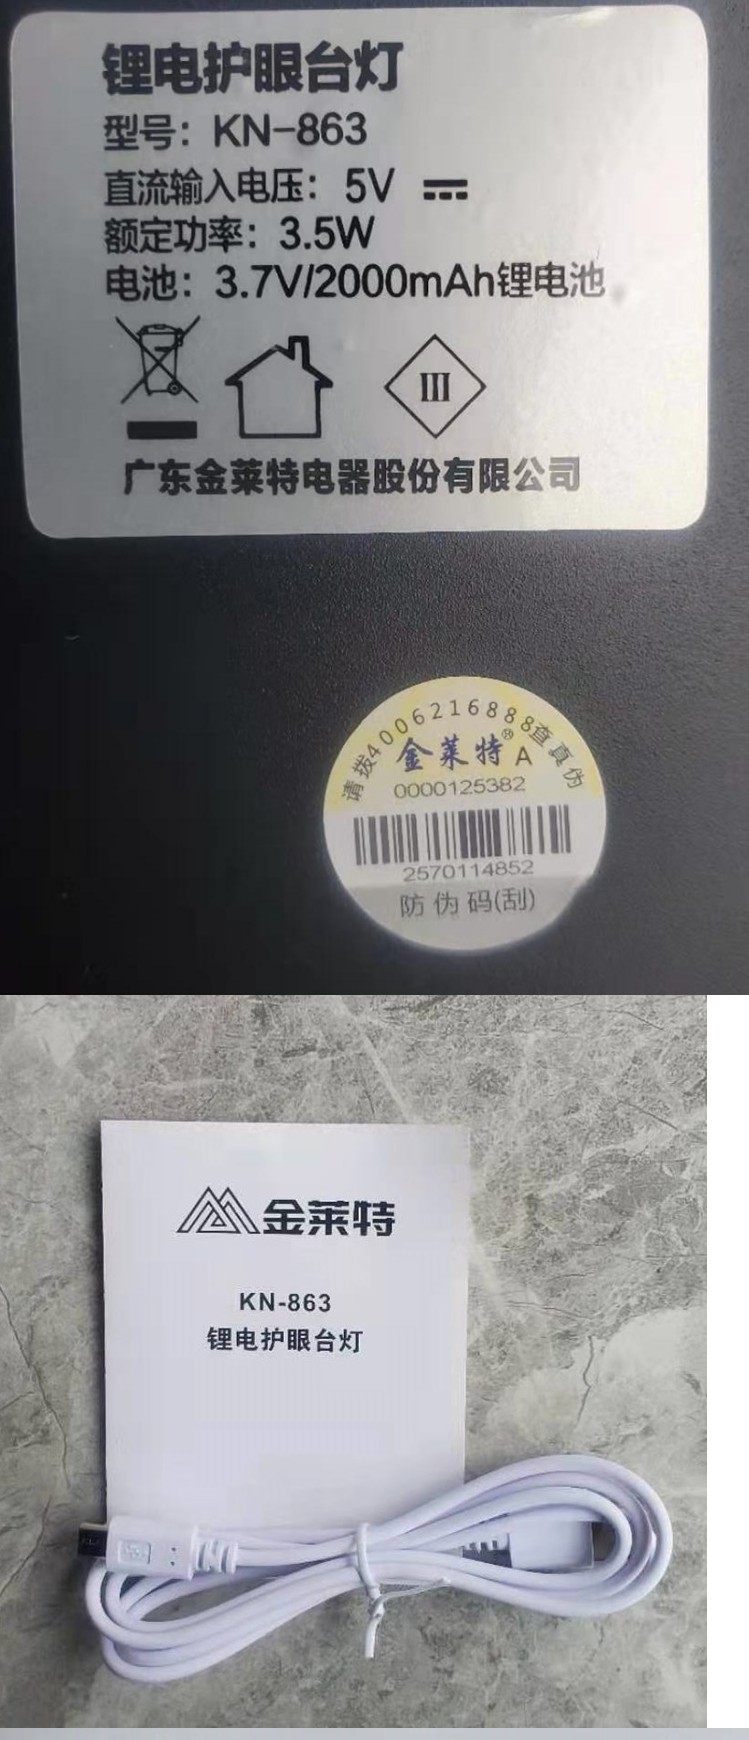 锂电护眼台灯
型号：KN-863
直流输入电压：5V
额定功率：3.5W
电池：3.7V/2000mAh锂电池
III
广东金莱特电器股份有限公司
请拨4006216888查真伪
金莱特® A
0000125382
2570114852
防伪码(刮)
金莱特
KN-863
锂电护眼台灯